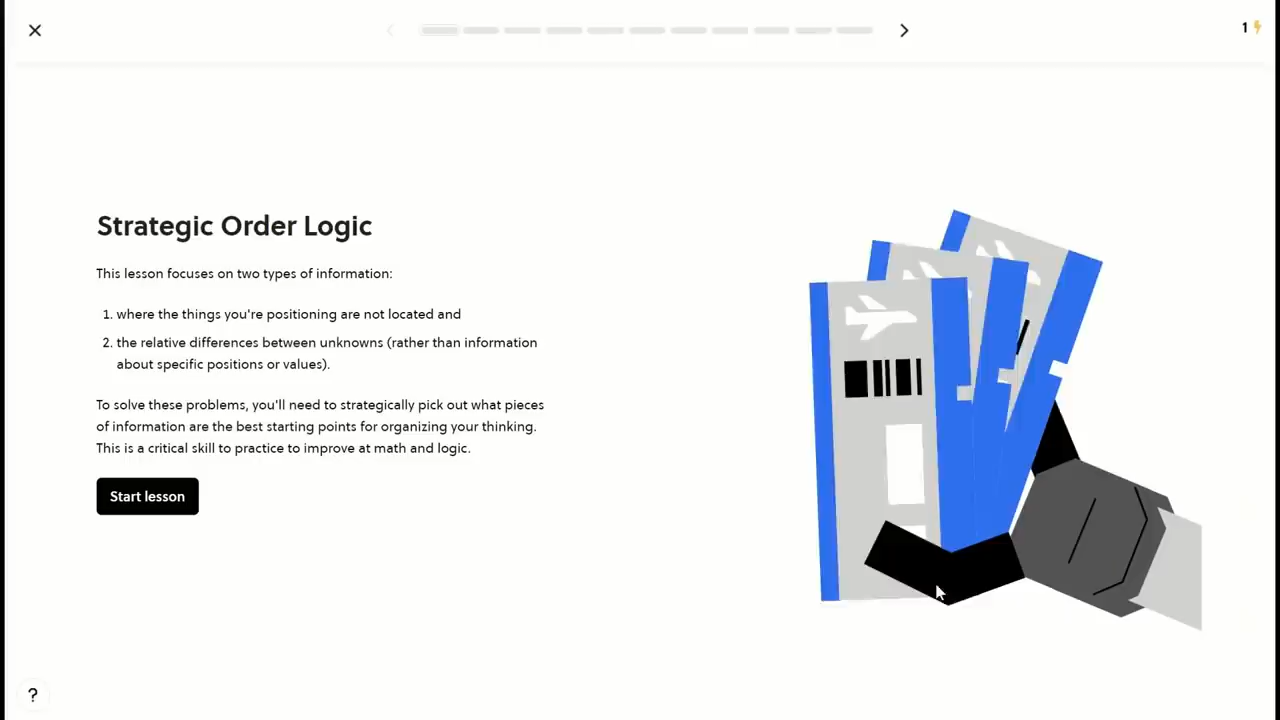 1
Strategic Order Logic
This lesson focuses on two types of information:
1. where the things you're positioning are not located and
2. the relative differences between unknowns (rather than information
about specific positions or values).
To solve these problems, you'll need to strategically pick out what pieces
of information are the best starting points for organizing your thinking.
This is a critical skill to practice to improve at math and logic.
Start lesson
?